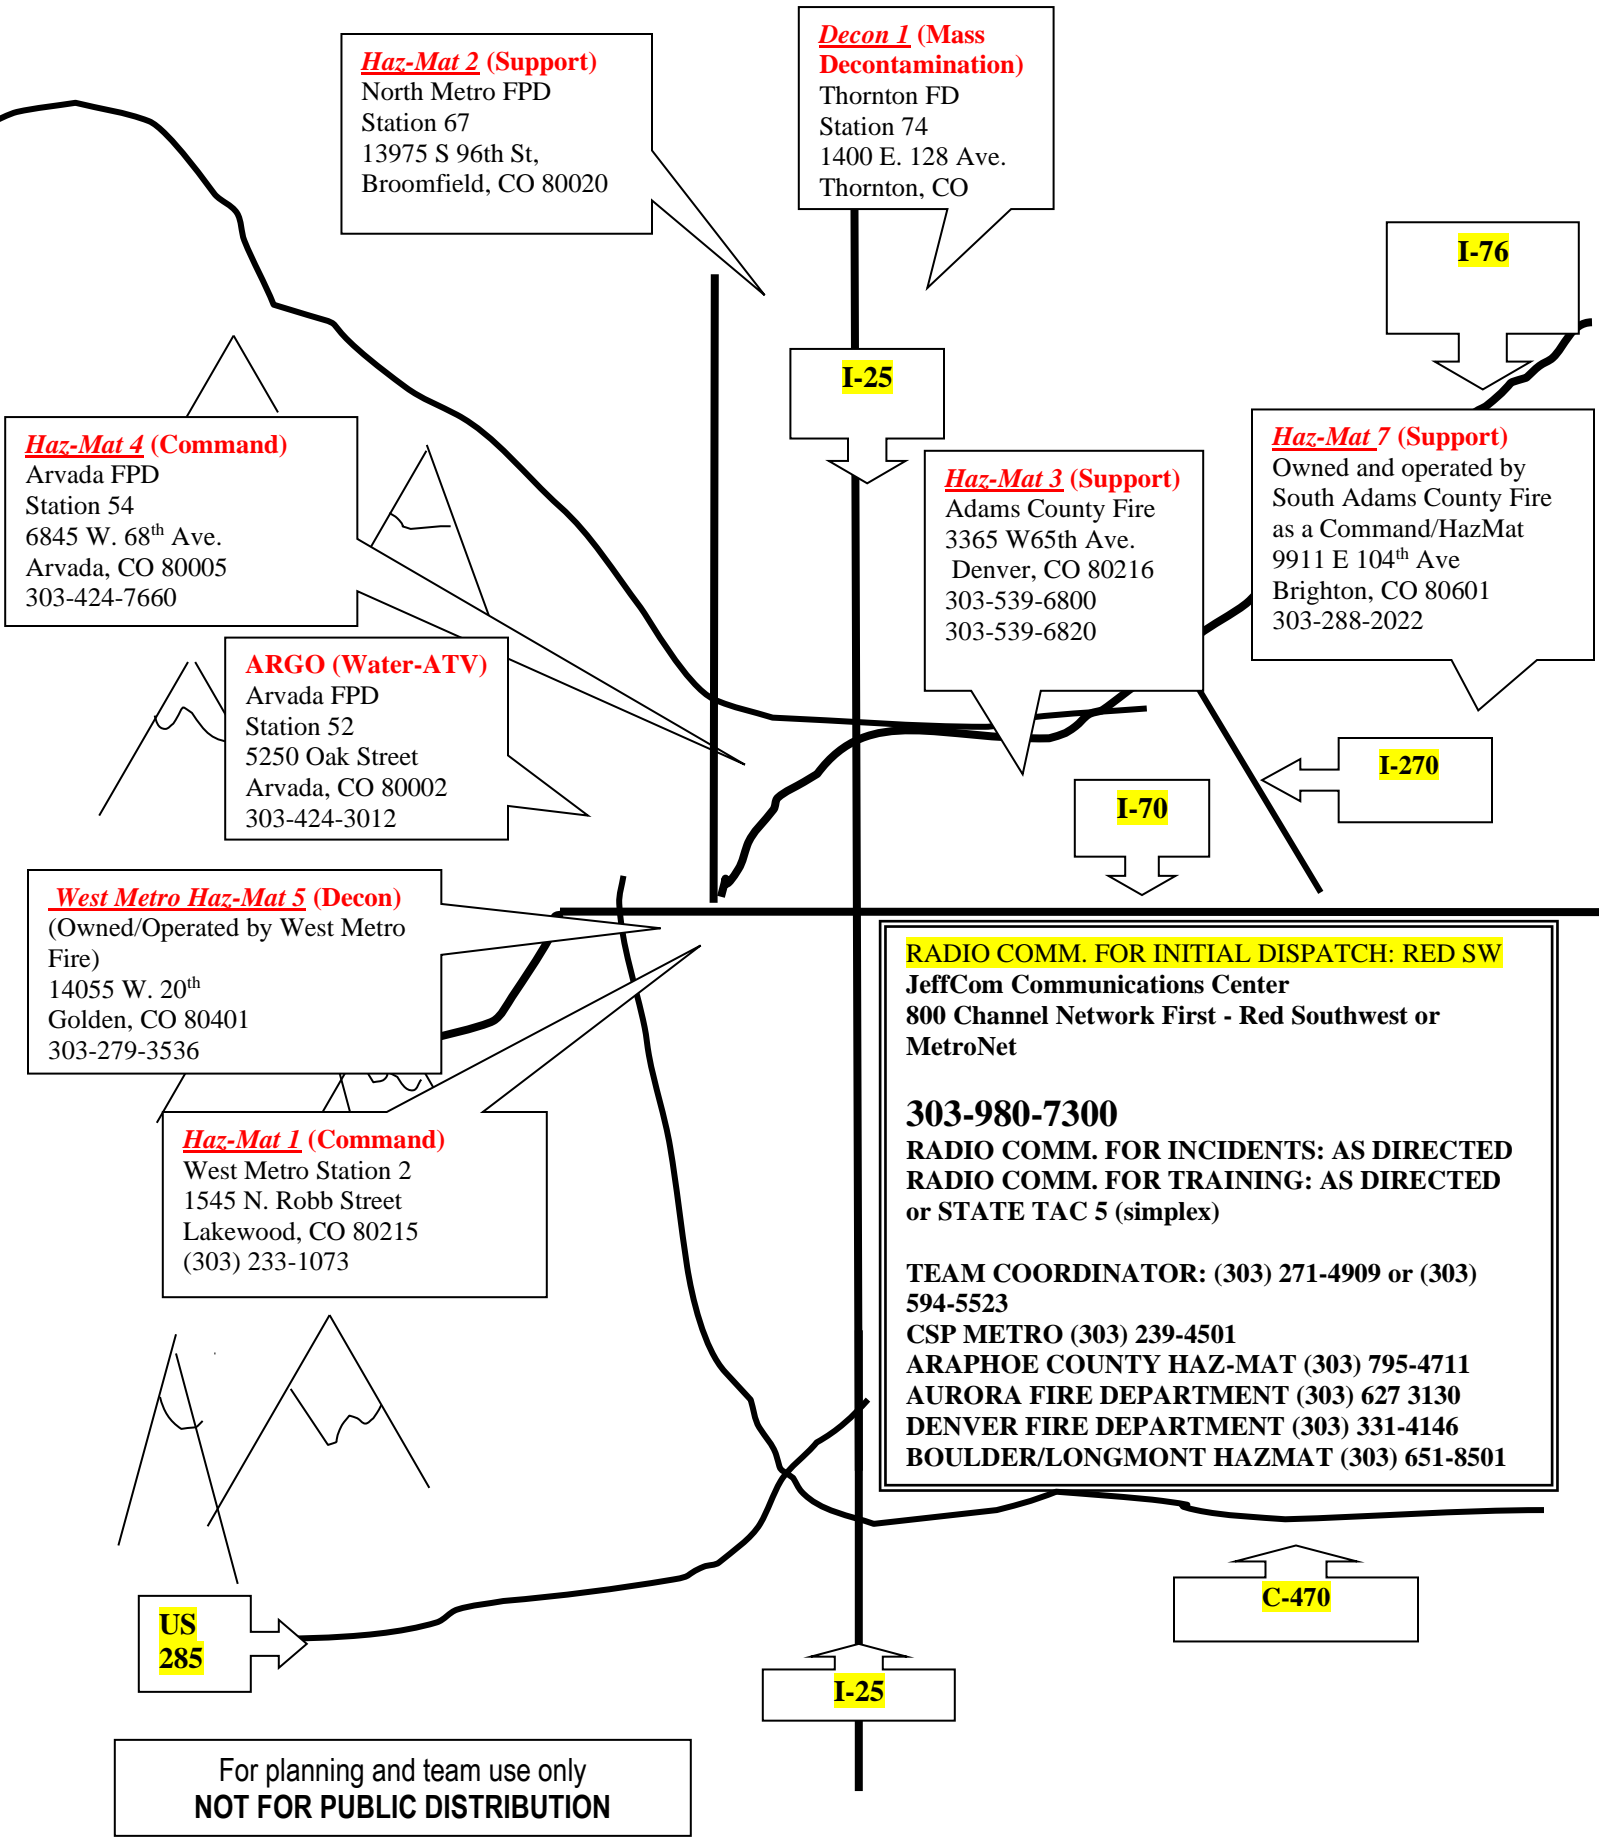 Haz-Mat 2 (Support)
North Metro FPD
Station 67
13975 S 96th St,
Broomfield, CO 80020
Decon 1 (Mass
Decontamination)
Thornton FD
Station 74
1400 E. 128 Ave.
Thornton, CO
I-76
I-25
Haz-Mat 4 (Command)
Arvada FPD
Station 54
6845 W. 68th Ave.
Arvada, CO 80005
303-424-7660
Haz-Mat 3 (Support)
Adams County Fire
3365 W65th Ave.
Denver, CO 80216
303-539-6800
303-539-6820
Haz-Mat 7 (Support)
Owned and operated by
South Adams County Fire
as a Command/HazMat
9911 E 104th Ave
Brighton, CO 80601
303-288-2022
ARGO (Water-ATV)
Arvada FPD
Station 52
5250 Oak Street
Arvada, CO 80002
303-424-3012
I-270
I-70
West Metro Haz-Mat 5 (Decon)
(Owned/Operated by West Metro
Fire)
14055 W. 20th
Golden, CO 80401
303-279-3536
RADIO COMM. FOR INITIAL DISPATCH: RED SW
JeffCom Communications Center
800 Channel Network First - Red Southwest or
MetroNet
303-980-7300
RADIO COMM. FOR INCIDENTS: AS DIRECTED
RADIO COMM. FOR TRAINING: AS DIRECTED
or STATE TAC 5 (simplex)
TEAM COORDINATOR: (303) 271-4909 or (303)
594-5523
CSP METRO (303) 239-4501
ARAPHOE COUNTY HAZ-MAT (303) 795-4711
AURORA FIRE DEPARTMENT (303) 627 3130
DENVER FIRE DEPARTMENT (303) 331-4146
BOULDER/LONGMONT HAZMAT (303) 651-8501
Haz-Mat 1 (Command)
West Metro Station 2
1545 N. Robb Street
Lakewood, CO 80215
(303) 233-1073
C-470
US
285
I-25
For planning and team use only
NOT FOR PUBLIC DISTRIBUTION